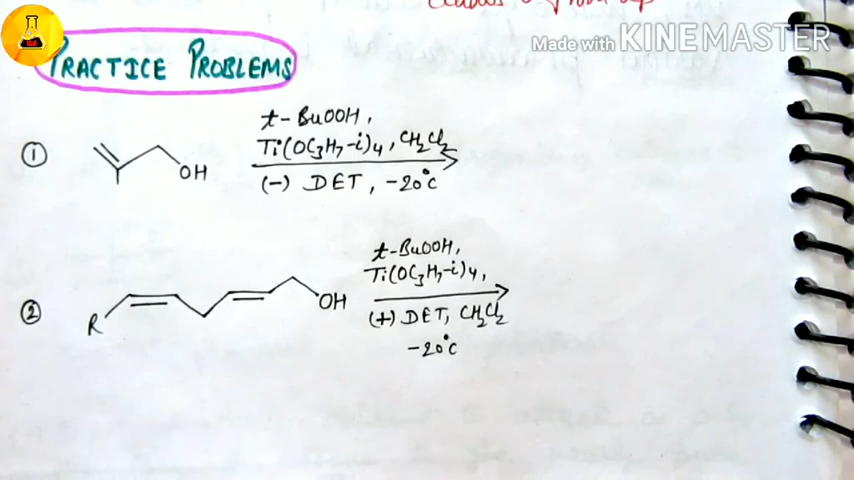 Made with KINEMASTER
PRACTICE PROBLEMS
①
t-BuOOH,
Ti(OC₃H₇-i)₄, CH₂Cl₂
(-) DET, -20°C
OH
②
t-BuOOH,
Ti(OC₃H₇-i)₄,
(+) DET, CH₂Cl₂
-20°C
OH
R